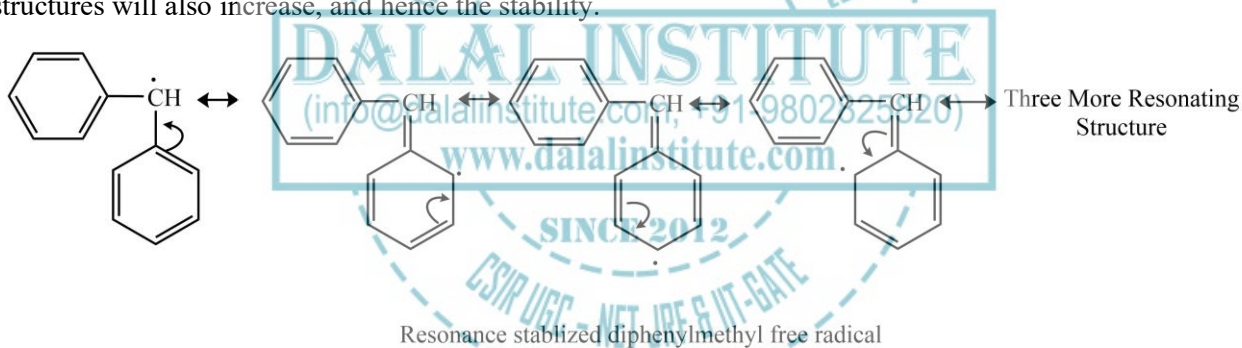 structures will also increase, and hence the stability.
DALAL INSTITUTE
CH
CH
CH
CH
Three More Resonating
Structure
(info@dalalinstitute.com, +91-9802825820)
www.dalalinstitute.com
SINCE 2012
CSIR UGC - NET JRF & IIT-GATE
Resonance stablized diphenylmethyl free radical